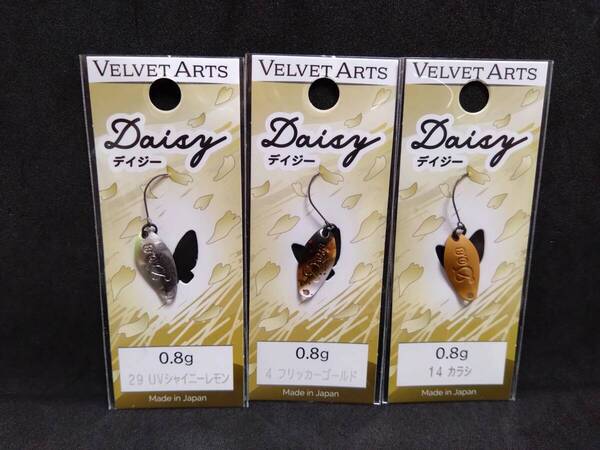 VELVET ARTS
Daisy
デイジー
0.8g
29 UVシャイニーレモン
Made in Japan
VELVET ARTS
Daisy
デイジー
Daisy
0.8g
4 フリッカーゴールド
Made in Japan
VELVET ARTS
Daisy
デイジー
0.8g
14 カラシ
Made in Japan